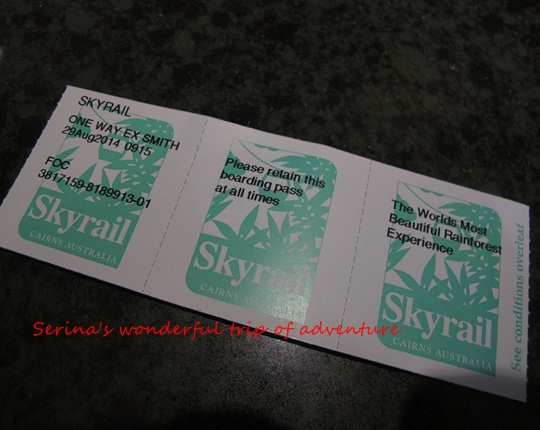 SKYRAIL
ONE WAY EX SMITH
29Aug2014 0915
FOC
3817159-8189913-01
Skyrail
CAIRNS AUSTRALIA
Please retain this
boarding pass
at all times
Skyrail
CAIRNS AUSTRALIA
The Worlds Most
Beautiful Rainforest
Experience
Skyrail
CAIRNS AUSTRALIA
See conditions overleaf
Serina's wonderful trip of adventure